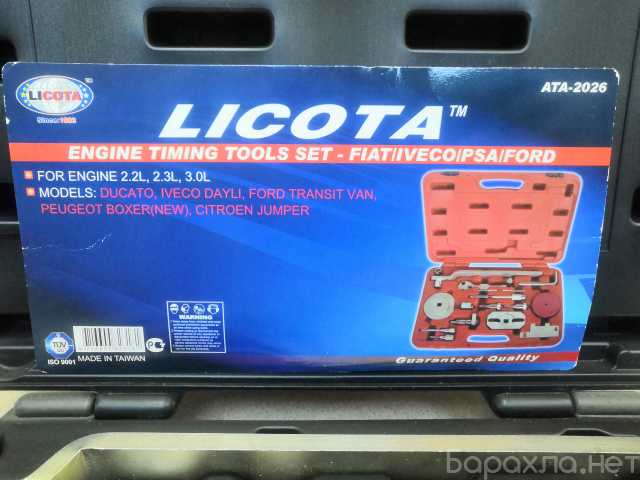 LICOTA
Since1983
ATA-2026
LICOTA™
ENGINE TIMING TOOLS SET - FIAT/IVECO/PSA/FORD
FOR ENGINE 2.2L, 2.3L, 3.0L
MODELS: DUCATO, IVECO DAYLI, FORD TRANSIT VAN,
PEUGEOT BOXER(NEW), CITROEN JUMPER
WARNING
TÜV
ISO 9001
MADE IN TAIWAN
Guaranteed Quality
Барахла.Нет